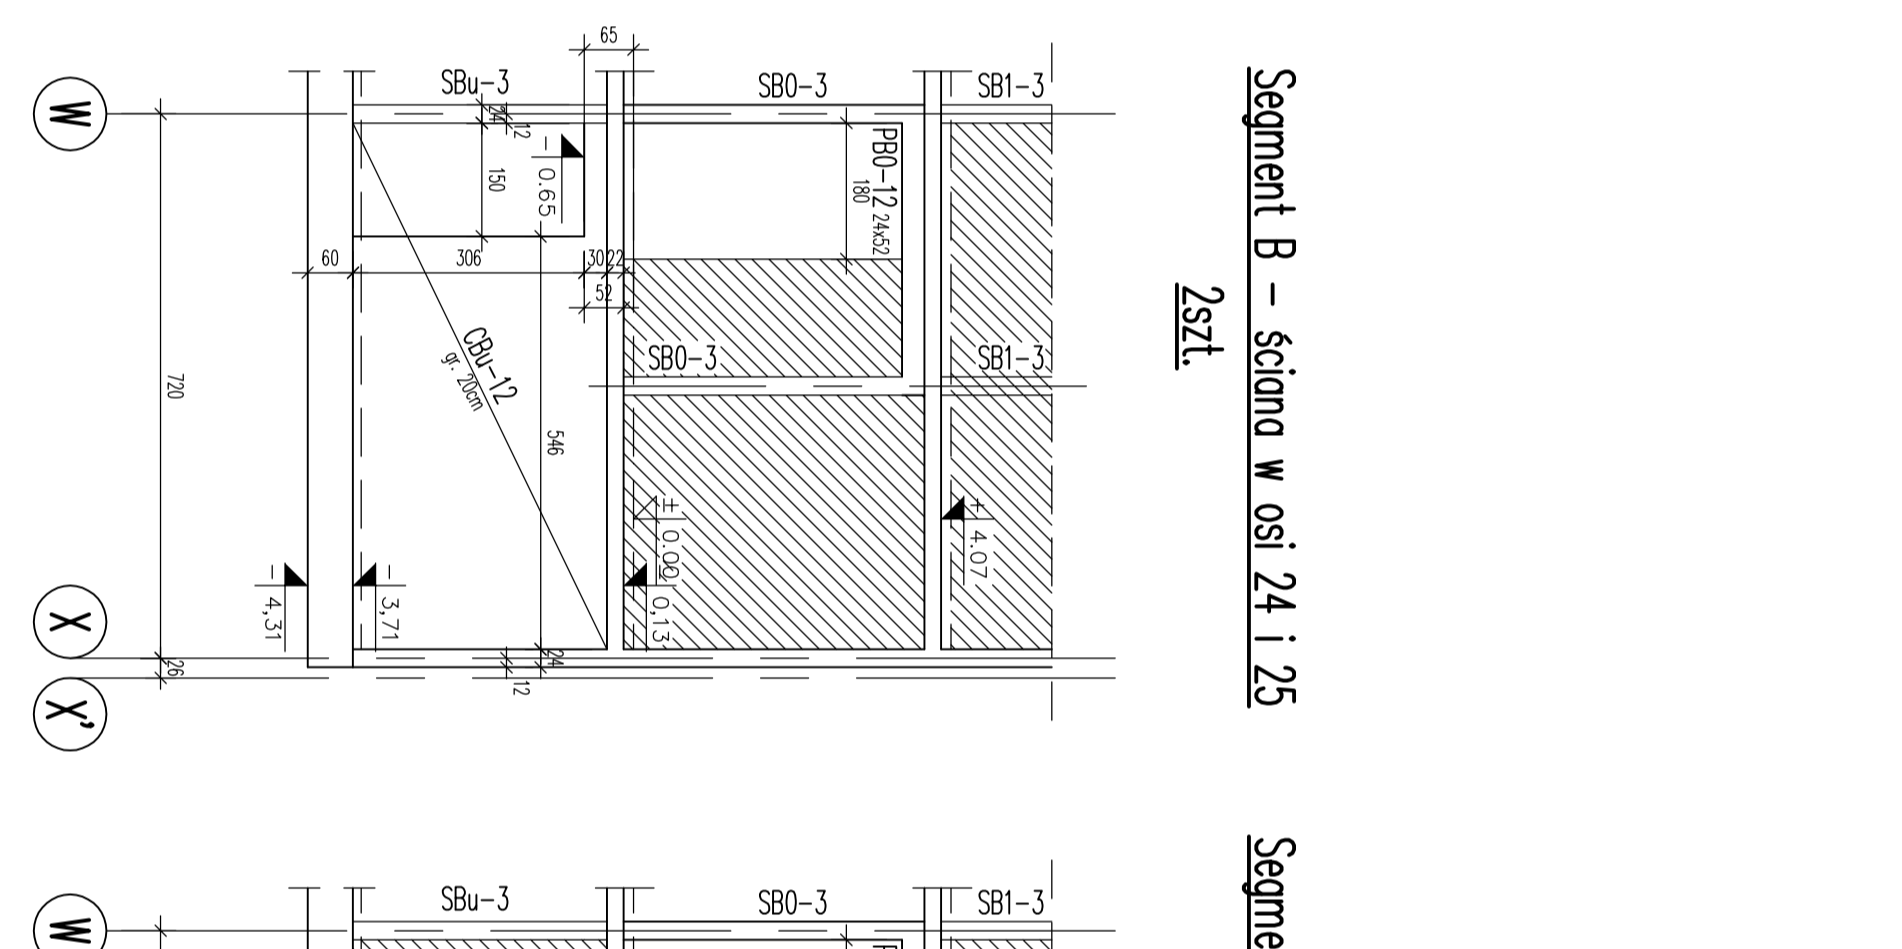 Segment B - ściana w osi 24 i 25
2szt.
65
SBu-3
SB0-3
SB1-3
W
24
12
150
- 0.65
PB0-12 24x52
180
60
306
30
22
52
SB0-3
SB1-3
CBu-12
gr. 20cm
720
546
± 0.00
+ 4.07
- 4,31
- 3,71
- 0,13
X
26
24
12
X'
Segme
SBu-3
SB0-3
SB1-3
W